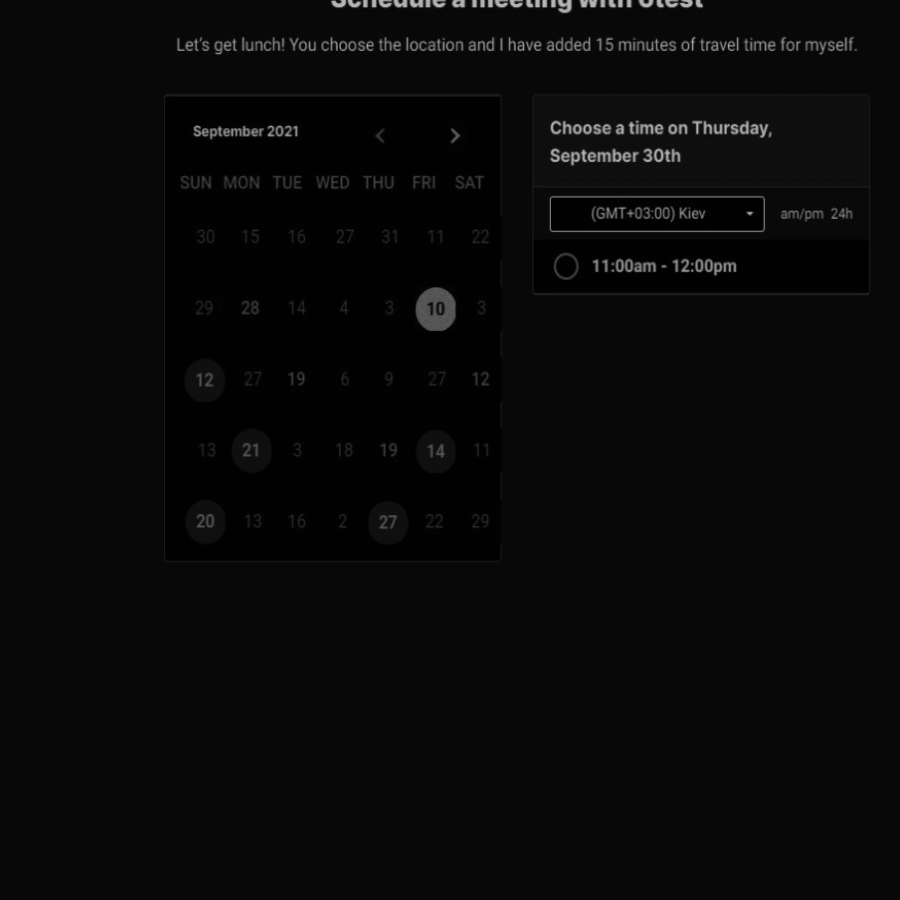 Schedule a meeting with Otest
Let's get lunch! You choose the location and I have added 15 minutes of travel time for myself.
September 2021
SUN MON TUE WED THU FRI SAT
30 15 16 27 31 11 22
29 28 14 4 3 10 3
12 27 19 6 9 27 12
13 21 3 18 19 14 11
20 13 16 2 27 22 29
Choose a time on Thursday,
September 30th
(GMT+03:00) Kiev am/pm 24h
11:00am - 12:00pm